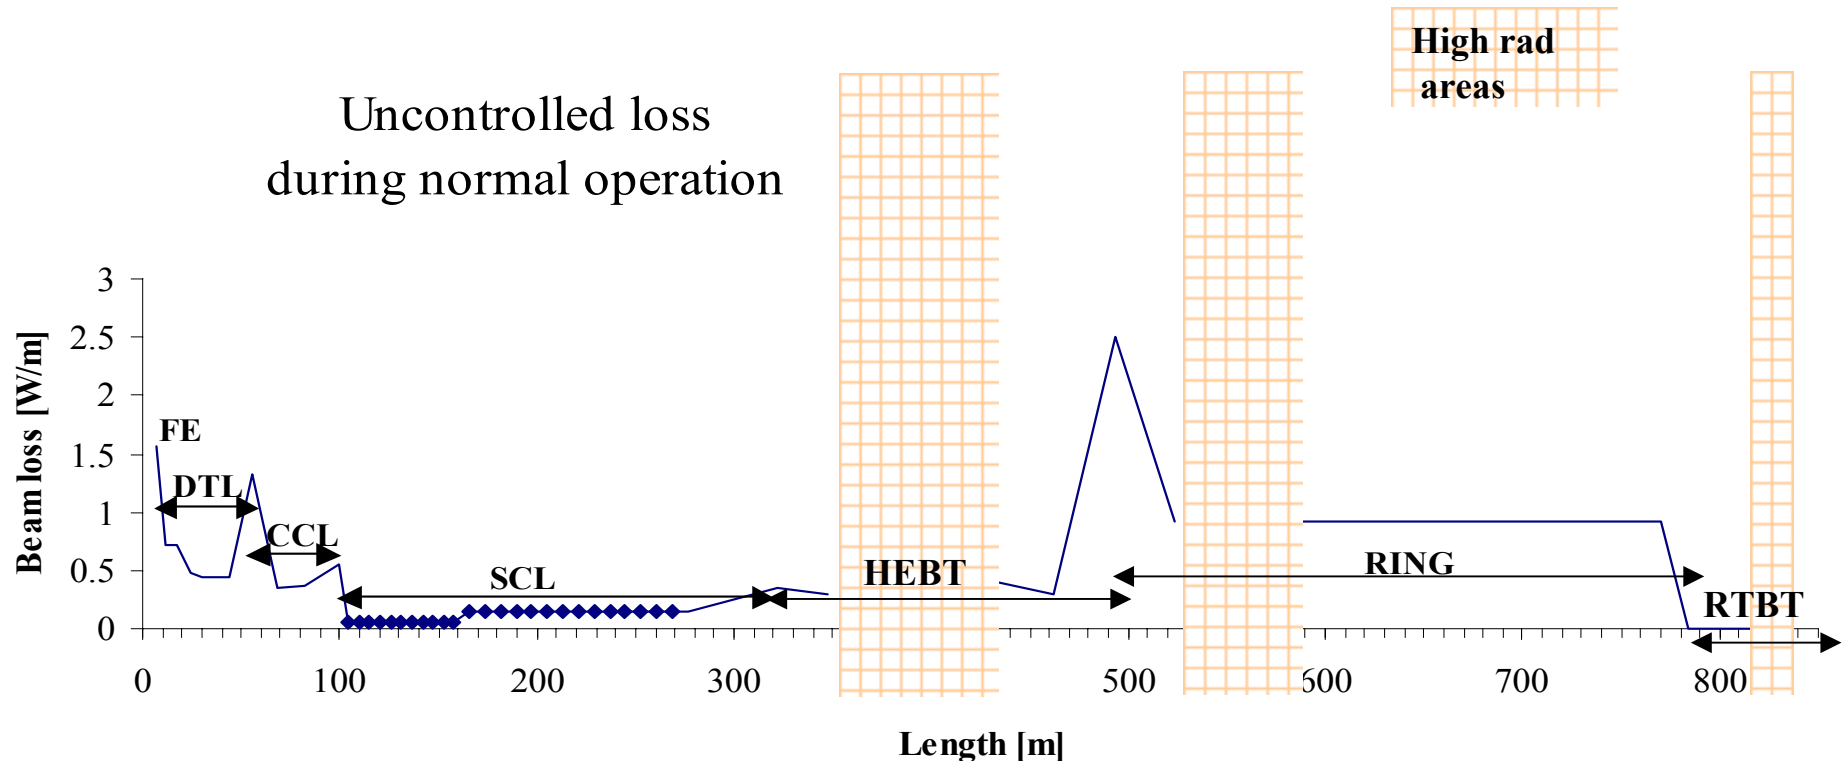 High rad
areas
Uncontrolled loss
during normal operation
3
2.5
2
1.5
1
0.5
0
Beam loss [W/m]
FE
DTL
CCL
SCL
HEBT
RING
RTBT
0 100 200 300 500 600 700 800
Length [m]